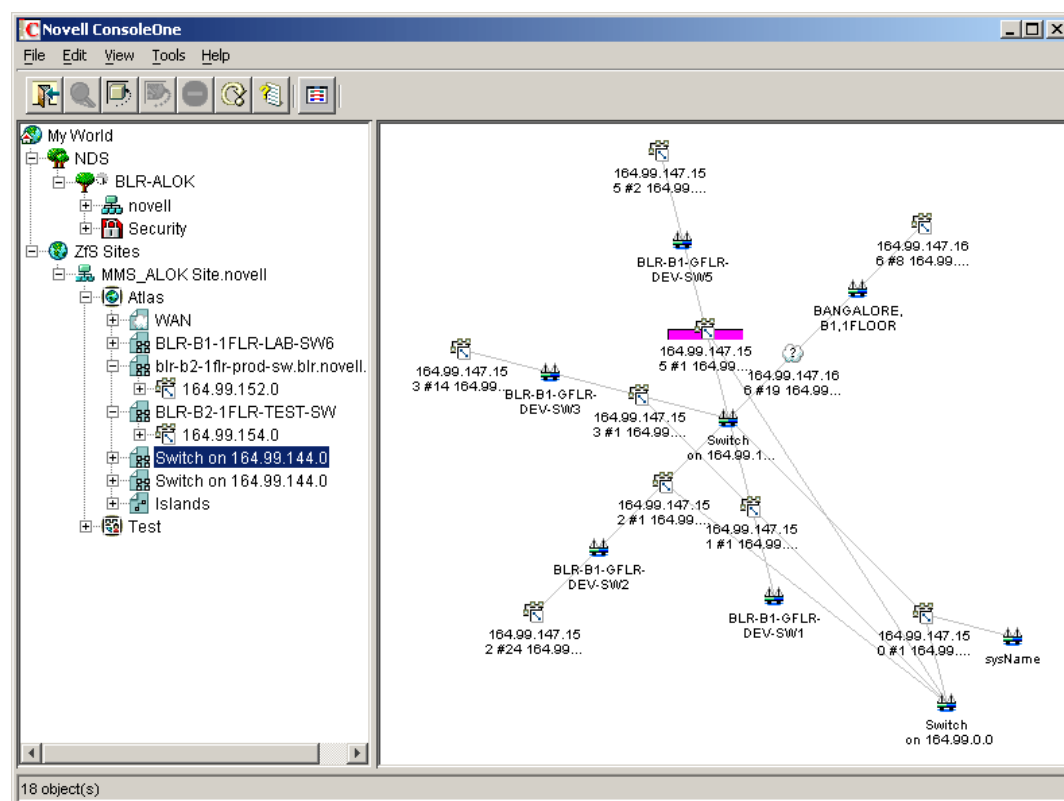 Novell ConsoleOne
File Edit View Tools Help
My World
NDS
BLR-ALOK
novell
Security
ZfS Sites
MMS_ALOK Site.novell
Atlas
WAN
BLR-B1-1FLR-LAB-SW6
blr-b2-1flr-prod-sw.blr.novell.
164.99.152.0
BLR-B2-1FLR-TEST-SW
164.99.154.0
Switch on 164.99.144.0
Switch on 164.99.144.0
Islands
Test
164.99.147.15
5 #2 164.99....
164.99.147.16
6 #8 164.99....
BLR-B1-GFLR-
DEV-SW5
BANGALORE,
B1,1FLOOR
164.99.147.15
5 #1 164.99....
164.99.147.15
3 #14 164.99...
164.99.147.16
6 #19 164.99...
BLR-B1-GFLR-
DEV-SW3
164.99.147.15
3 #1 164.99....
Switch
on 164.99.1...
164.99.147.15
2 #1 164.99....
164.99.147.15
1 #1 164.99....
BLR-B1-GFLR-
DEV-SW2
BLR-B1-GFLR-
DEV-SW1
164.99.147.15
2 #24 164.99...
164.99.147.15
0 #1 164.99....
sysName
Switch
on 164.99.0.0
18 object(s)